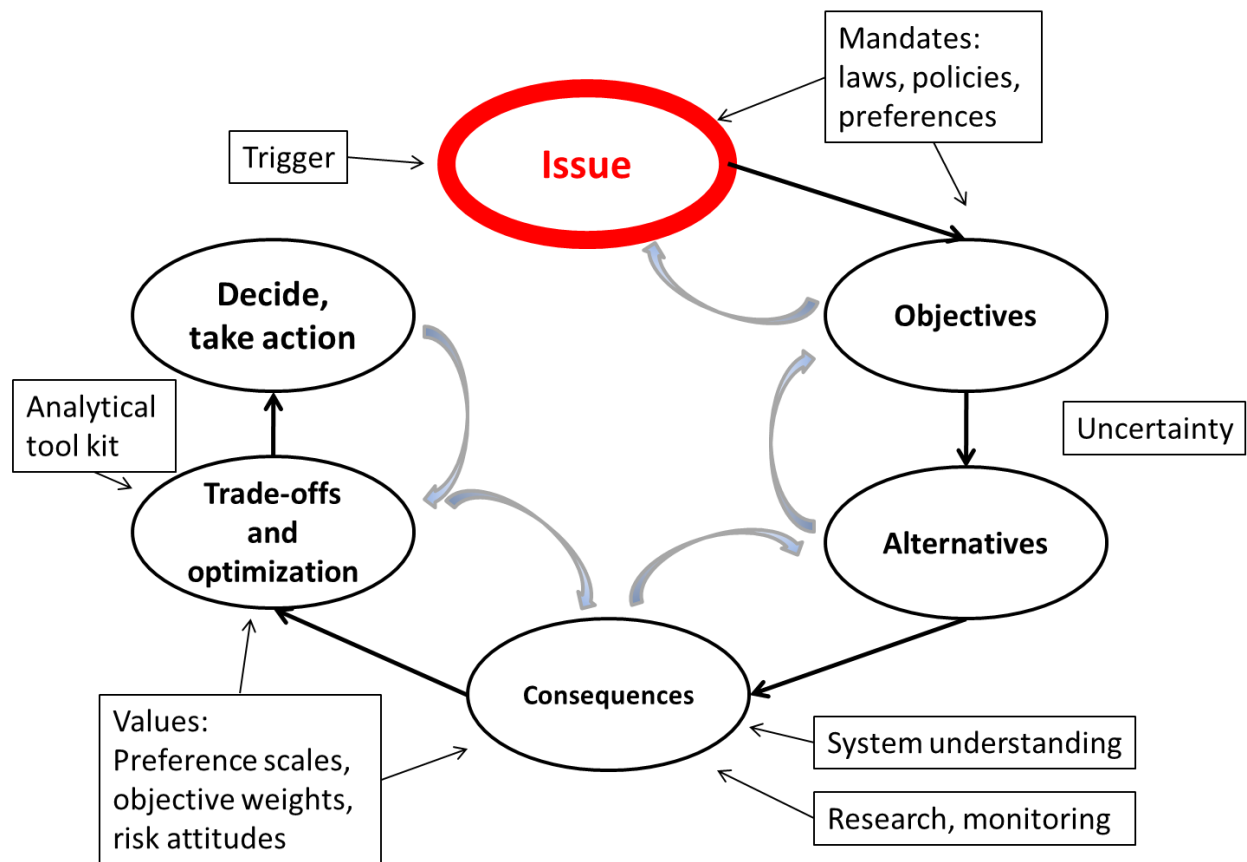 Mandates:
laws, policies,
preferences
Trigger
Issue
Decide,
take action
Objectives
Analytical
tool kit
Uncertainty
Trade-offs
and
optimization
Alternatives
Consequences
Values:
Preference scales,
objective weights,
risk attitudes
System understanding
Research, monitoring